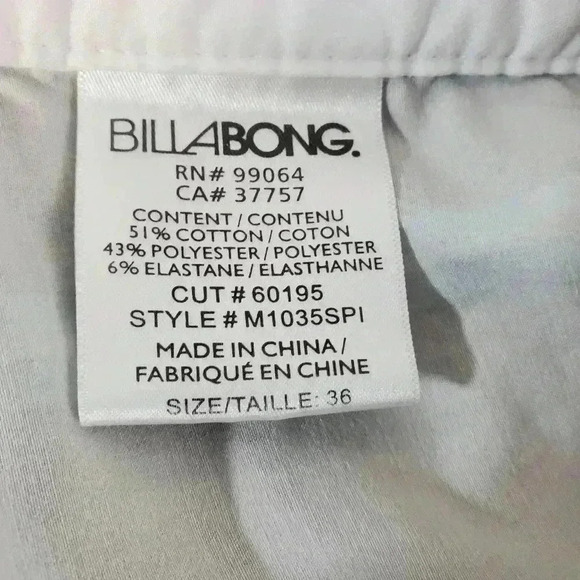 BILLABONG.
RN# 99064
CA# 37757
CONTENT/CONTENU
51% COTTON/COTON
43% POLYESTER/POLYESTER
6% ELASTANE/ELASTHANNE
CUT # 60195
STYLE# M1035SPI
MADE IN CHINA/
FABRIQUÉ EN CHINE
SIZE/TAILLE: 36